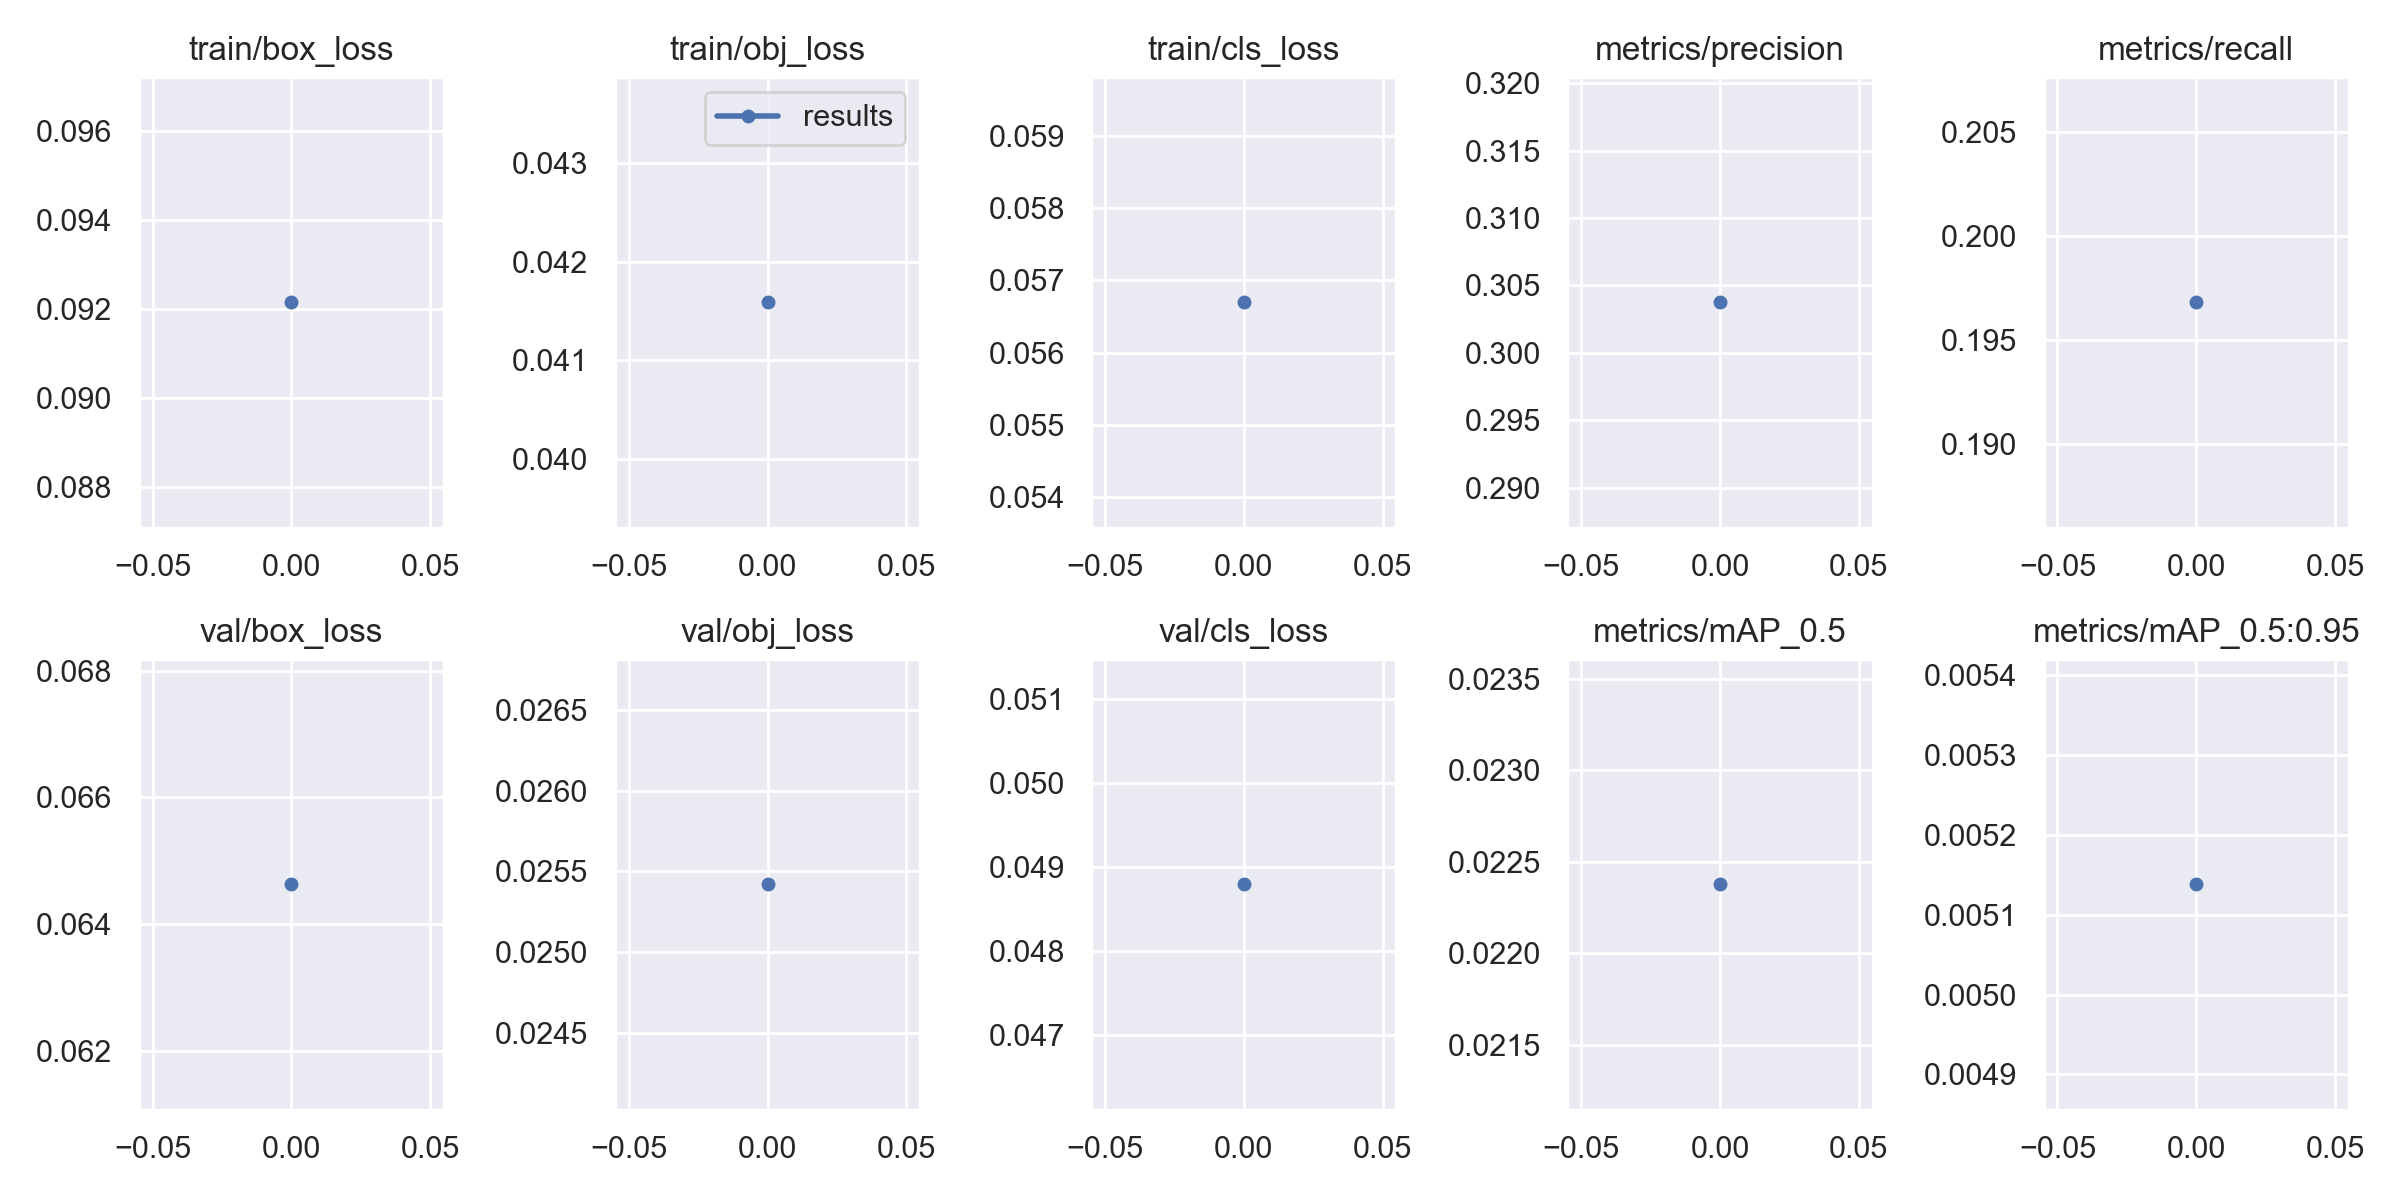 train/box_loss
0.096
0.094
0.092
0.090
0.088
−0.05 0.00 0.05
train/obj_loss
results
0.043
0.042
0.041
0.040
−0.05 0.00 0.05
train/cls_loss
0.059
0.058
0.057
0.056
0.055
0.054
−0.05 0.00 0.05
metrics/precision
0.320
0.315
0.310
0.305
0.300
0.295
0.290
−0.05 0.00 0.05
metrics/recall
0.205
0.200
0.195
0.190
−0.05 0.00 0.05
val/box_loss
0.068
0.066
0.064
0.062
−0.05 0.00 0.05
val/obj_loss
0.0265
0.0260
0.0255
0.0250
0.0245
−0.05 0.00 0.05
val/cls_loss
0.051
0.050
0.049
0.048
0.047
−0.05 0.00 0.05
metrics/mAP_0.5
0.0235
0.0230
0.0225
0.0220
0.0215
−0.05 0.00 0.05
metrics/mAP_0.5:0.95
0.0054
0.0053
0.0052
0.0051
0.0050
0.0049
−0.05 0.00 0.05